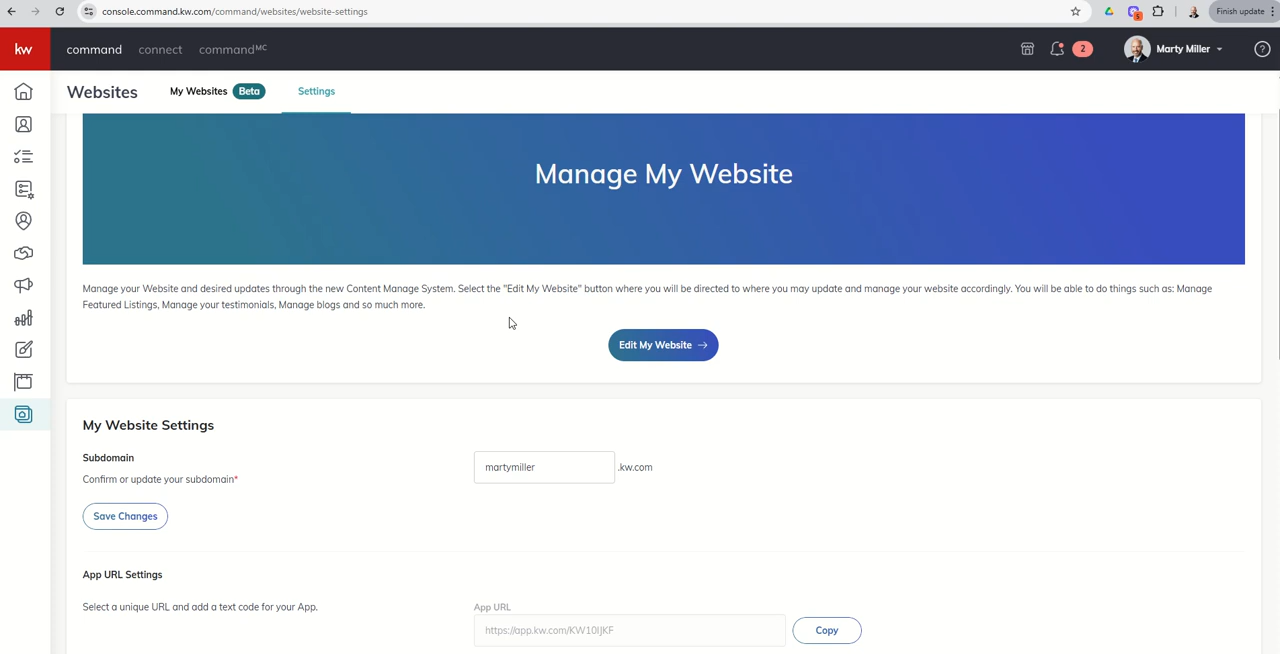 console.command.kw.com/command/websites/website-settings
Finish update
kw command connect commandMC 2 Marty Miller ?
Websites My Websites Beta Settings
Manage My Website
Manage your Website and desired updates through the new Content Manage System. Select the "Edit My Website" button where you will be directed to where you may update and manage your website accordingly. You will be able to do things such as: Manage
Featured Listings, Manage your testimonials, Manage blogs and so much more.
Edit My Website
My Website Settings
Subdomain
Confirm or update your subdomain*
martymiller .kw.com
Save Changes
App URL Settings
Select a unique URL and add a text code for your App.
App URL
https://app.kw.com/KW10IJKF
Copy